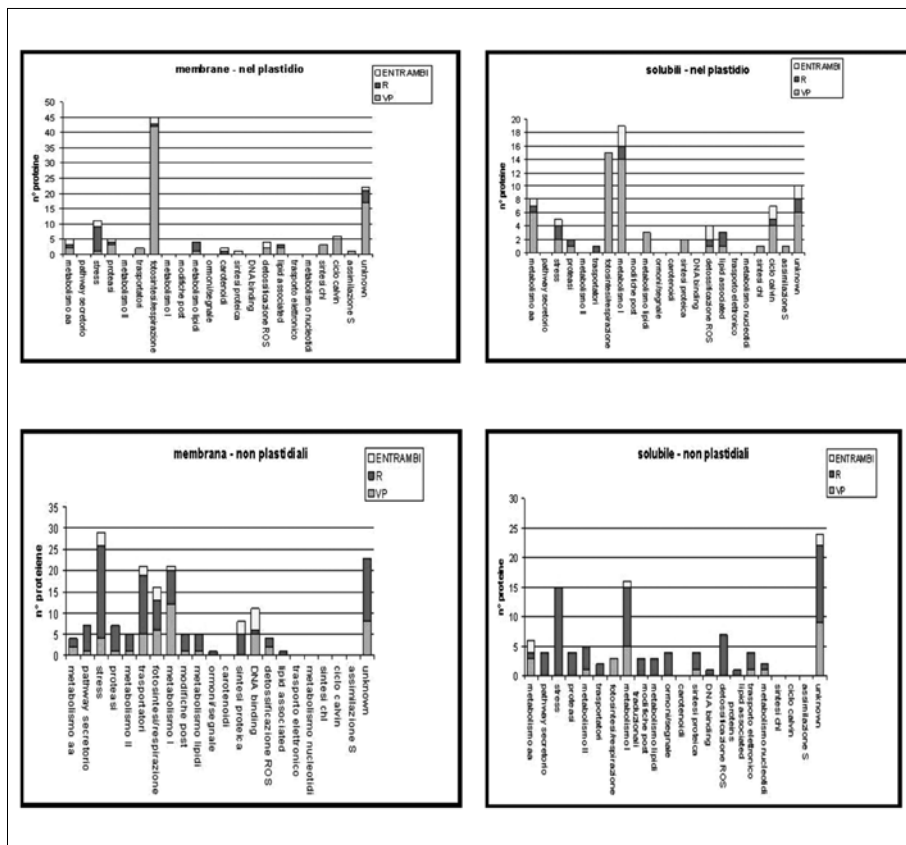 membrane - nel plastidio
ENTRAMBI
R
VP
n° proteine
50
45
40
35
30
25
20
15
10
5
0
metabolismo aa
pathway secretorio
stress
proteasi
metabolismo II
trasportatori
fotosintesi/respirazione
metabolismo I
modifiche post
metabolismo lipidi
ormoni/segnale
carotenoidi
sintesi proteica
DNA binding
detossificazione ROS
lipid associated
trasporto elettronico
metabolismo nucleotidi
sintesi chl
ciclo calvin
assimilazione S
unknown
solubili - nel plastidio
ENTRAMBI
R
VP
n° proteine
20
18
16
14
12
10
8
6
4
2
0
metabolismo aa
pathway secretorio
stress
proteasi
metabolismo II
trasportatori
fotosintesi/respirazione
metabolismo I
modifiche post
metabolismo lipidi
ormoni/segnale
carotenoidi
sintesi proteica
DNA binding
detossificazione ROS
lipid associated
trasporto elettronico
metabolismo nucleotidi
sintesi chl
ciclo calvin
assimilazione S
unknown
membrana - non plastidiali
ENTRAMBI
R
VP
n° proteiene
35
30
25
20
15
10
5
0
metabolismo aa
pathway secretorio
stress
proteasi
metabolismo II
trasportatori
fotosintesi/respirazione
metabolismo I
modifiche post
metabolismo lipidi
ormoni/segnale
carotenoidi
sintesi proteica
DNA binding
detossificazione ROS
lipid associated
trasporto elettronico
metabolismo nucleotidi
sintesi chl
ciclo calvin
assimilazione S
unknown
solubile - non plastidiali
ENTRAMBI
R
VP
n° proteine
30
25
20
15
10
5
0
metabolismo aa
pathway secretorio
stress
proteasi
metabolismo II
trasportatori
fotosintesi/respirazione
metabolismo I
modifiche post
traduzionali
metabolismo lipidi
ormoni/segnale
carotenoidi
sintesi proteica
DNA binding
detossificazione ROS
lipid associated
proteins
trasporto elettronico
metabolismo nucleotidi
sintesi chl
ciclo calvin
assimilazione S
unknown